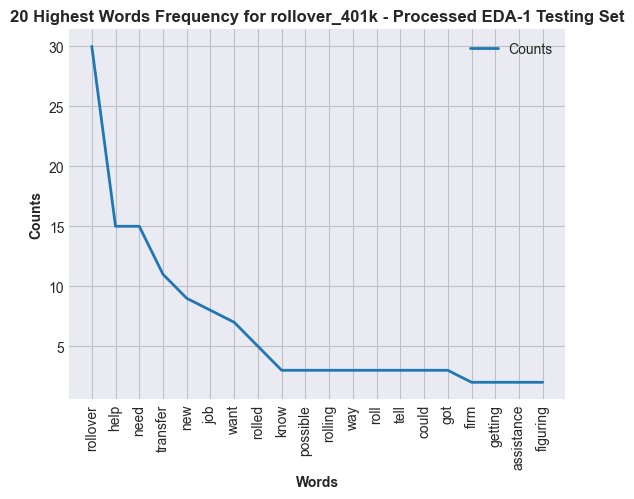 20 Highest Words Frequency for rollover_401k - Processed EDA-1 Testing Set
Counts
30
25
20
15
10
5
Counts
rollover
help
need
transfer
new
job
want
rolled
know
possible
rolling
way
roll
tell
could
got
firm
getting
assistance
figuring
Words